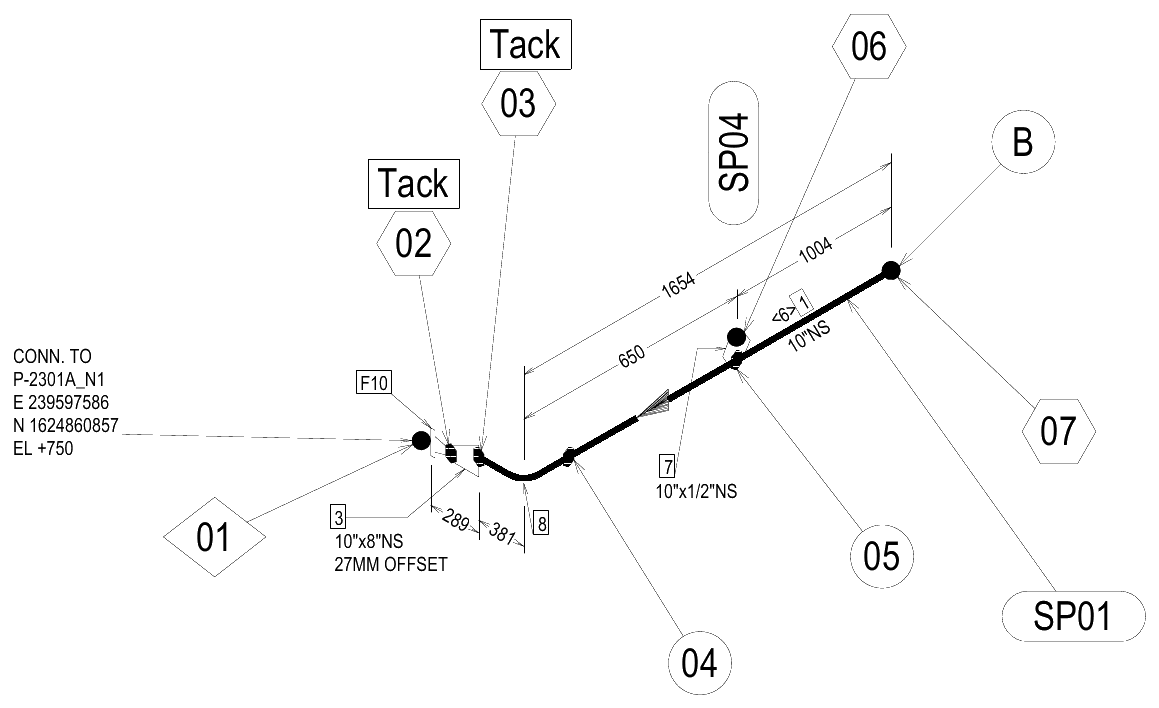 Tack
03
06
SP04
B
Tack
02
1654
1004
<6> 1
10"NS
650
CONN. TO
P-2301A_N1
E 239597586
N 1624860857
EL +750
F10
07
7
10"x1/2"NS
01
3
10"x8"NS
27MM OFFSET
289
381
8
05
SP01
04